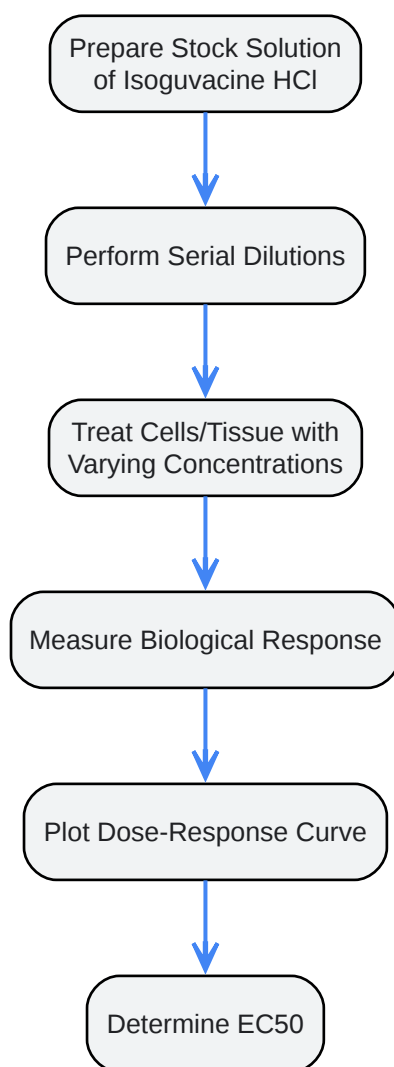 Prepare Stock Solution
of Isoguvacine HCl
Perform Serial Dilutions
Treat Cells/Tissue with
Varying Concentrations
Measure Biological Response
Plot Dose-Response Curve
Determine EC50